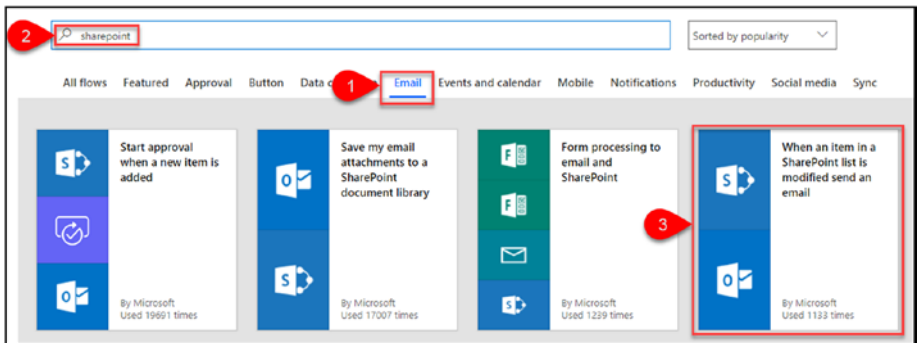 2
sharepoint
Sorted by popularity
All flows Featured Approval Button Data 1 Email Events and calendar Mobile Notifications Productivity Social media Sync
Start approval
when a new item is
added
By Microsoft
Used 19691 times
Save my email
attachments to a
SharePoint
document library
By Microsoft
Used 17007 times
Form processing to
email and
SharePoint
By Microsoft
Used 1239 times
3
When an item in a
SharePoint list is
modified send an
email
By Microsoft
Used 1133 times